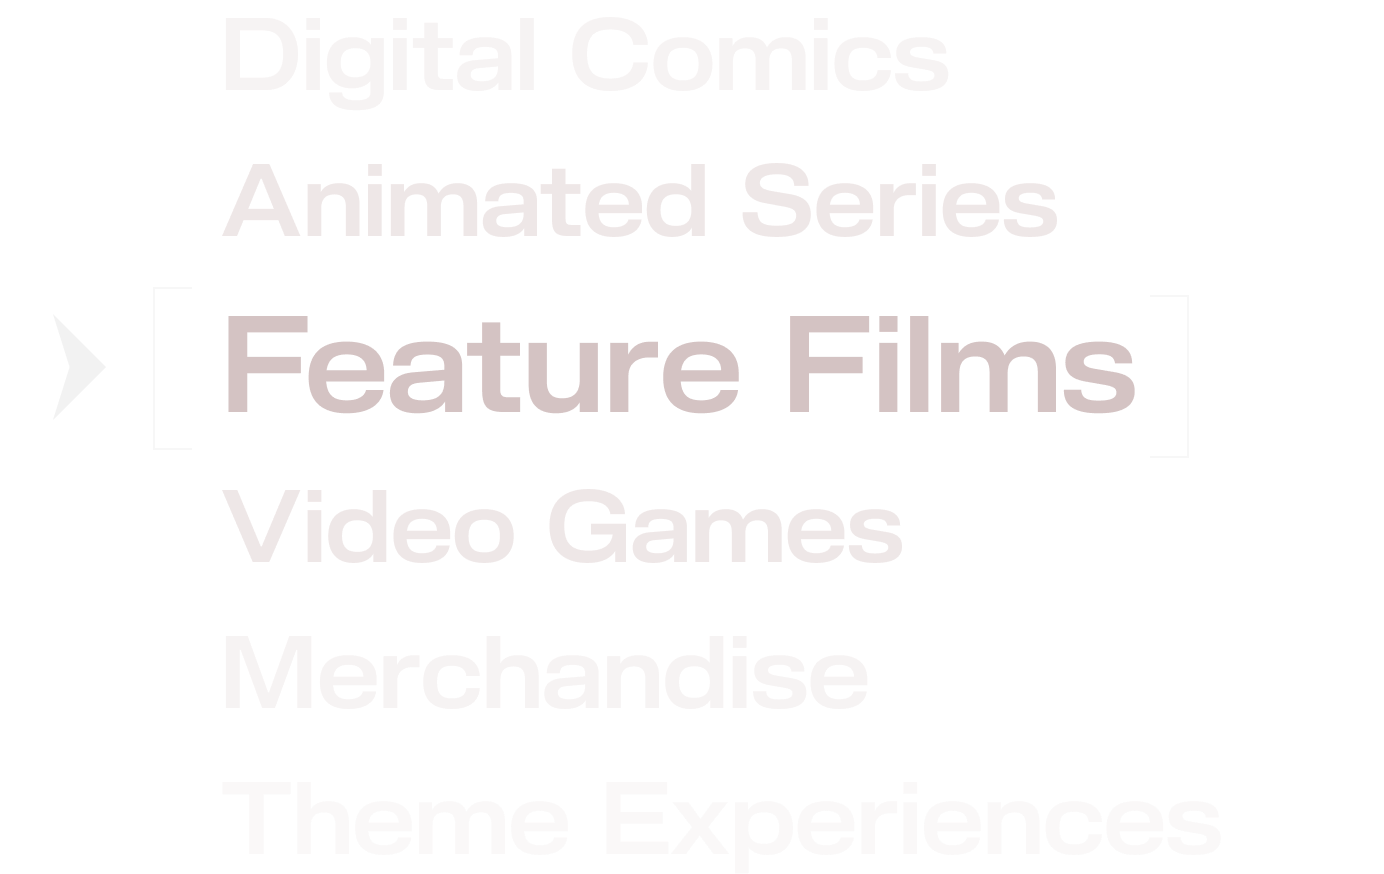 Digital Comics
Animated Series
Feature Films
Video Games
Merchandise
Theme Experiences